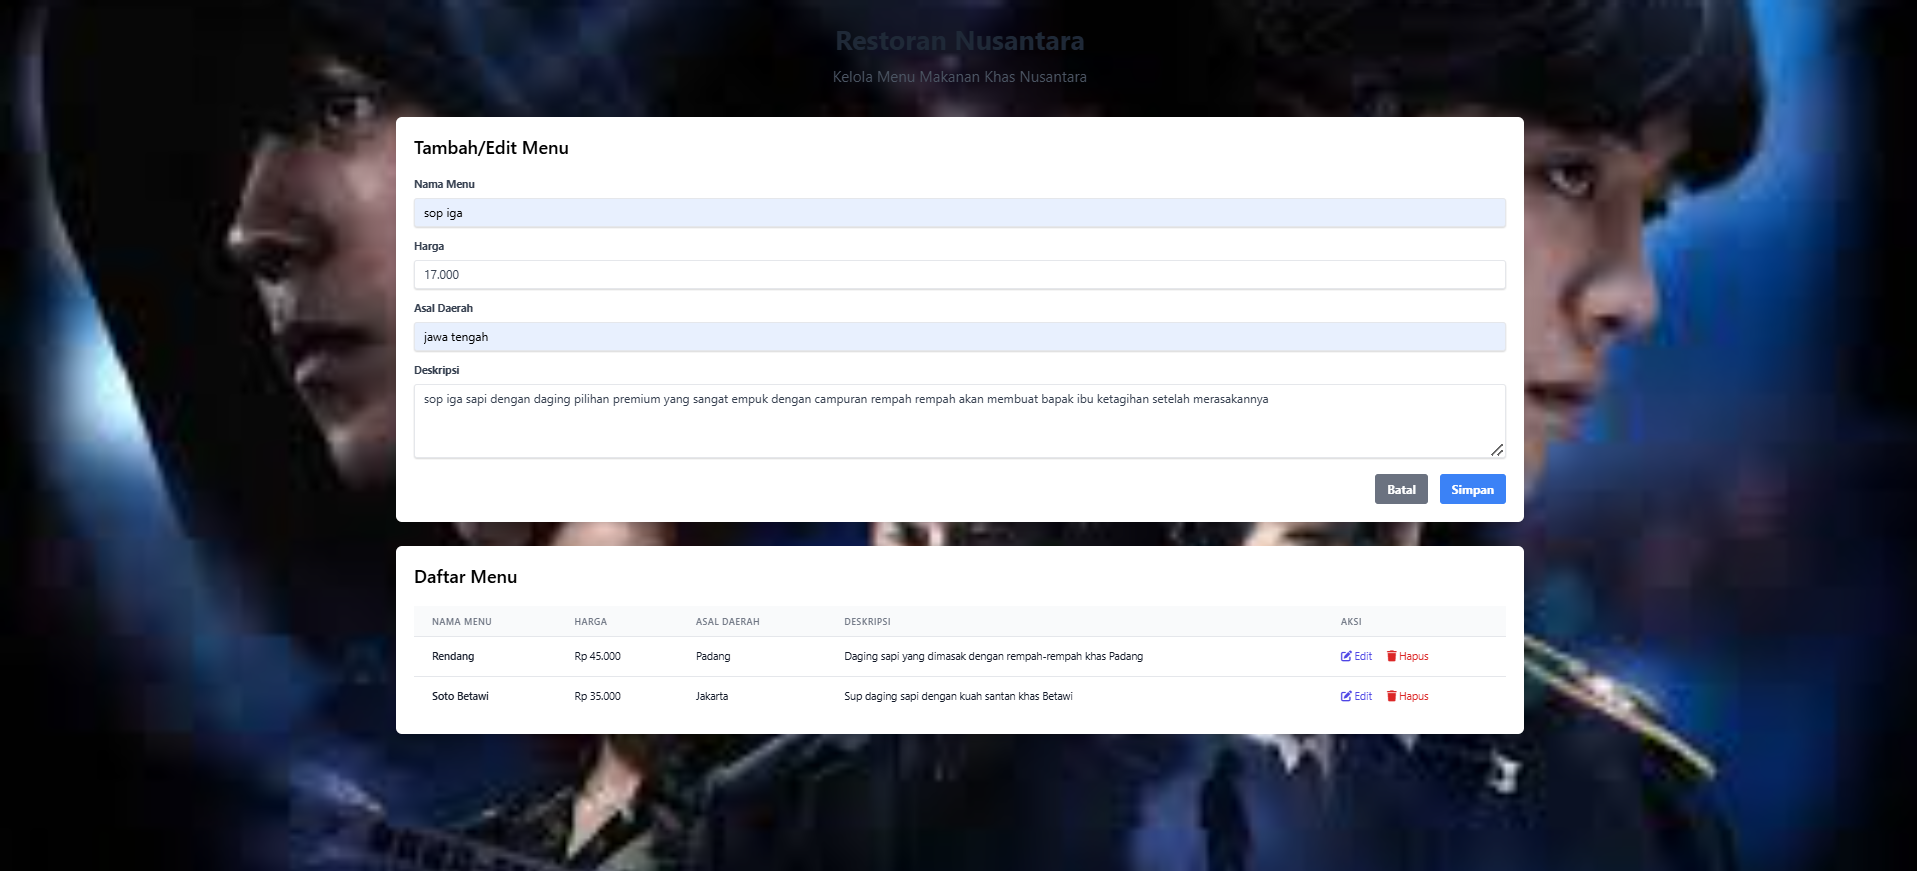 Restoran Nusantara
Kelola Menu Makanan Khas Nusantara
Tambah/Edit Menu
Nama Menu
sop iga
Harga
17.000
Asal Daerah
jawa tengah
Deskripsi
sop iga sapi dengan daging pilihan premium yang sangat empuk dengan campuran rempah rempah akan membuat bapak ibu ketagihan setelah merasakannya
Batal Simpan
Daftar Menu
NAMA MENU HARGA ASAL DAERAH DESKRIPSI AKSI
Rendang Rp 45.000 Padang Daging sapi yang dimasak dengan rempah-rempah khas Padang Edit Hapus
Soto Betawi Rp 35.000 Jakarta Sup daging sapi dengan kuah santan khas Betawi Edit Hapus